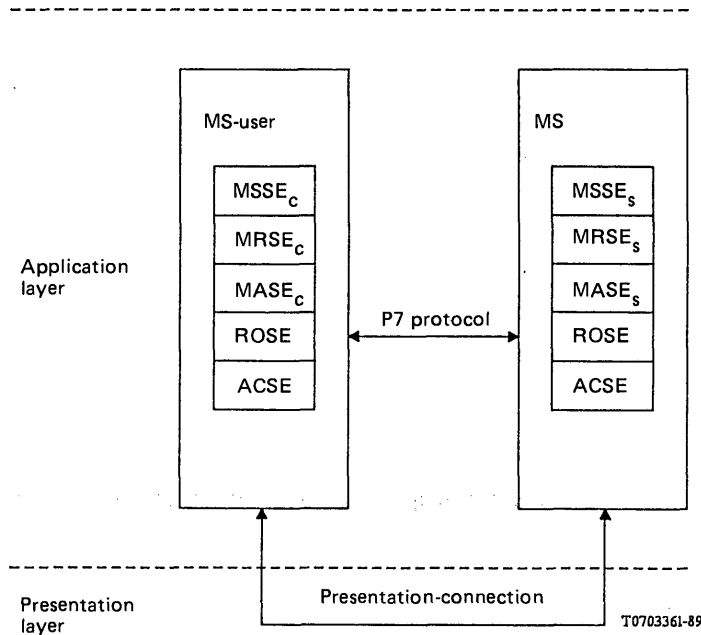 MS-user
MS
MSSEc
MRSEc
MASEc
ROSE
ACSE
MSSEs
MRSEs
MASEs
ROSE
ACSE
Application
layer
P7 protocol
Presentation-connection
Presentation
layer
T0703361-89